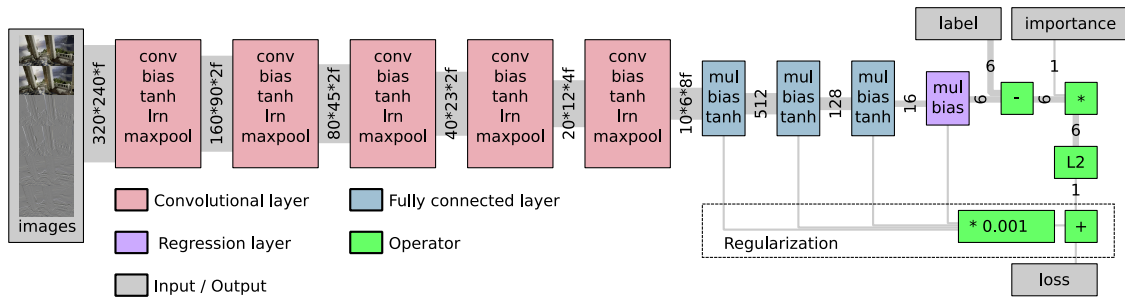 label
importance
images
320*240*f
conv
bias
tanh
lrn
maxpool
160*90*2f
conv
bias
tanh
lrn
maxpool
80*45*2f
conv
bias
tanh
lrn
maxpool
40*23*2f
conv
bias
tanh
lrn
maxpool
20*12*4f
conv
bias
tanh
lrn
maxpool
10*6*8f
mul
bias
tanh
512
mul
bias
tanh
128
mul
bias
tanh
16
mul
bias
6
6
-
6
1
*
6
L2
1
Convolutional layer
Fully connected layer
Regression layer
Operator
Input / Output
* 0.001
+
Regularization
loss